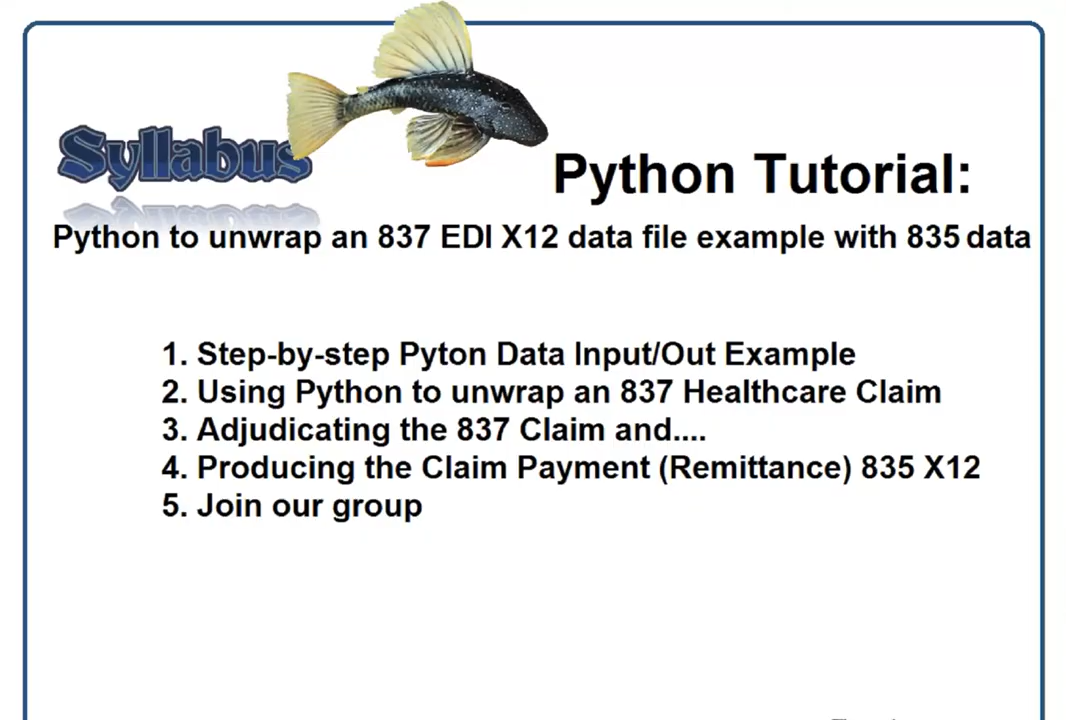 Syllabus
Python Tutorial:
Python to unwrap an 837 EDI X12 data file example with 835 data
1. Step-by-step Pyton Data Input/Out Example
2. Using Python to unwrap an 837 Healthcare Claim
3. Adjudicating the 837 Claim and....
4. Producing the Claim Payment (Remittance) 835 X12
5. Join our group